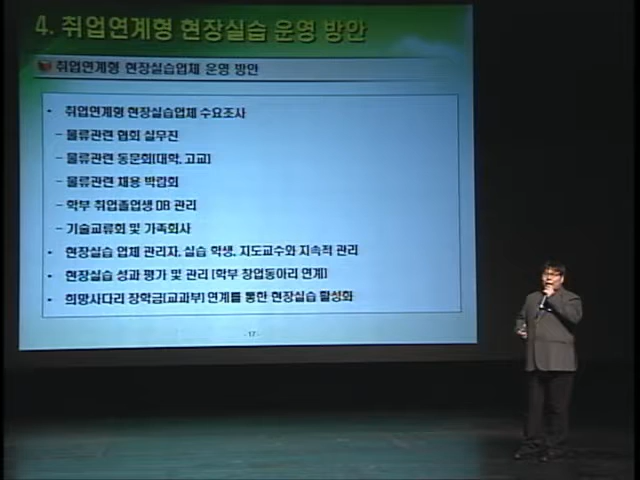 4. 취업연계형 현장실습 운영 방안
취업연계형 현장실습업체 운영 방안
• 취업연계형 현장실습업체 수요조사
– 물류관련 협회 실무진
– 물류관련 동문회(대학, 고교)
– 물류관련 채용 박람회
– 학부 취업졸업생 DB 관리
– 기술교류회 및 가족회사
• 현장실습 업체 관리자, 실습 학생, 지도교수와 지속적 관리
• 현장실습 성과 평가 및 관리 (학부 창업동아리 연계)
• 희망사다리 장학금(교과부) 연계를 통한 현장실습 활성화
- 17 -